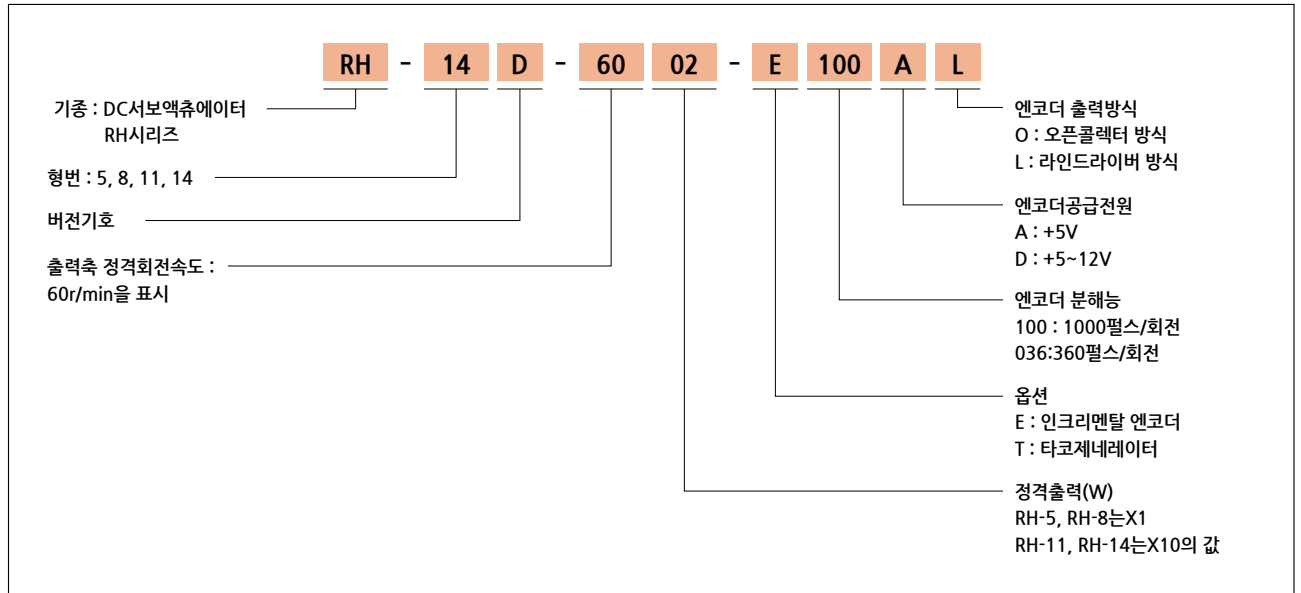 RH - 14 D - 60 02 - E 100 A L
기종 : DC서보액츄에이터
RH시리즈
형번 : 5, 8, 11, 14
버전기호
출력축 정격회전속도 :
60r/min을 표시
엔코더 출력방식
O : 오픈콜렉터 방식
L : 라인드라이버 방식
엔코더공급전원
A : +5V
D : +5~12V
엔코더 분해능
100 : 1000펄스/회전
036:360펄스/회전
옵션
E : 인크리멘탈 엔코더
T : 타코제네레이터
정격출력(W)
RH-5, RH-8는X1
RH-11, RH-14는X10의 값